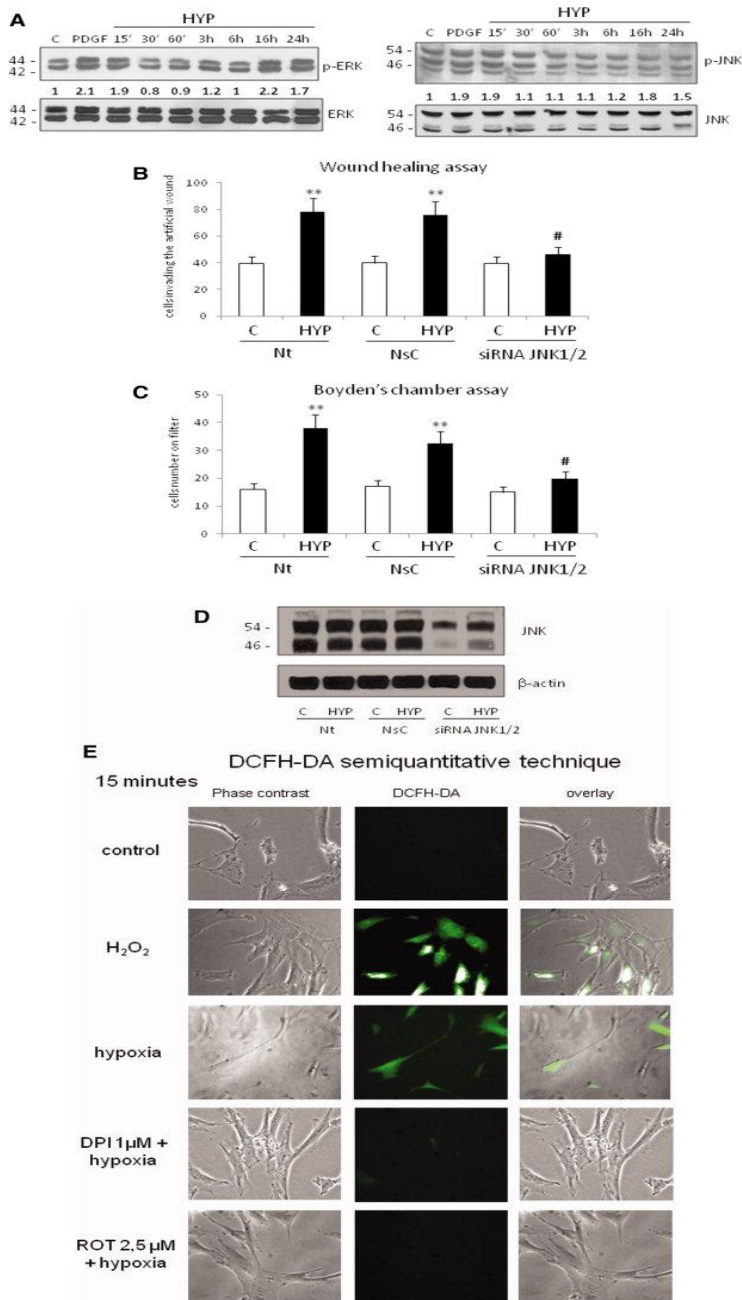 A
HYP
C PDGF 15′ 30′ 60′ 3h 6h 16h 24h
44 -
42 -
p-ERK
1 2.1 1.9 0.8 0.9 1.2 1 2.2 1.7
44 -
42 -
ERK
HYP
C PDGF 15′ 30′ 60′ 3h 6h 16h 24h
54 -
46 -
p-JNK
1 1.9 1.9 1.1 1.1 1.1 1.2 1.8 1.5
54 -
46 -
JNK
B
Wound healing assay
cells invading the artificial wound
100
80
60
40
20
0
** ** #
C HYP C HYP C HYP
Nt NsC siRNA JNK1/2
C
Boyden's chamber assay
cells number on filter
50
40
30
20
10
0
** ** #
C HYP C HYP C HYP
Nt NsC siRNA JNK1/2
D
54 -
46 -
JNK
β-actin
C HYP C HYP C HYP
Nt NsC siRNA JNK1/2
E
DCFH-DA semiquantitative technique
15 minutes
Phase contrast DCFH-DA overlay
control
H₂O₂
hypoxia
DPI 1µM +
hypoxia
ROT 2,5 µM
+ hypoxia